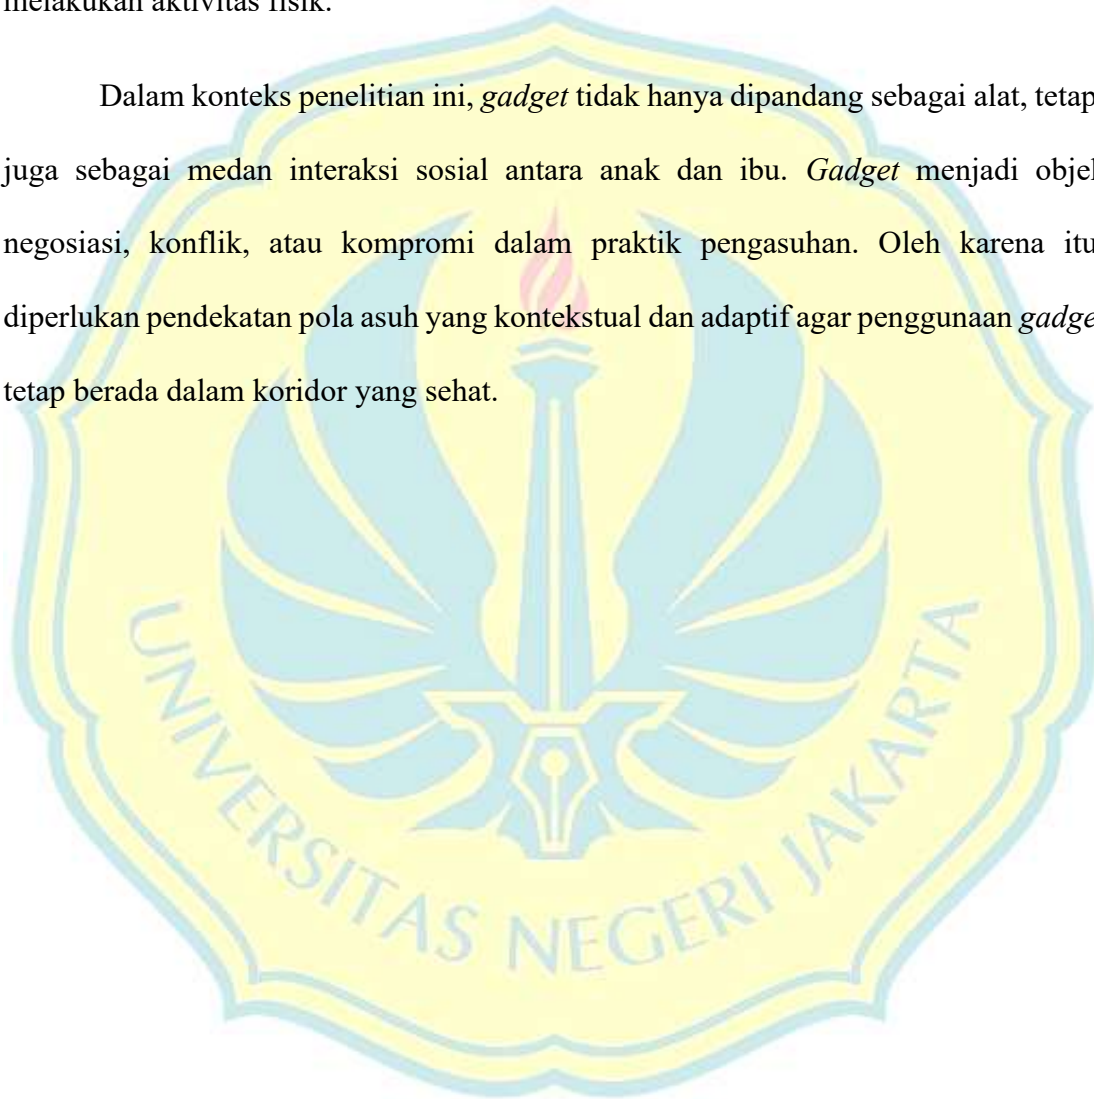 melakukan aktivitas fisik.
Dalam konteks penelitian ini, gadget tidak hanya dipandang sebagai alat, tetap
juga sebagai medan interaksi sosial antara anak dan ibu. Gadget menjadi objek
negosiasi, konflik, atau kompromi dalam praktik pengasuhan. Oleh karena itu
diperlukan pendekatan pola asuh yang kontekstual dan adaptif agar penggunaan gadge
tetap berada dalam koridor yang sehat.
UNIVERSITAS NEGERI JAKARTA